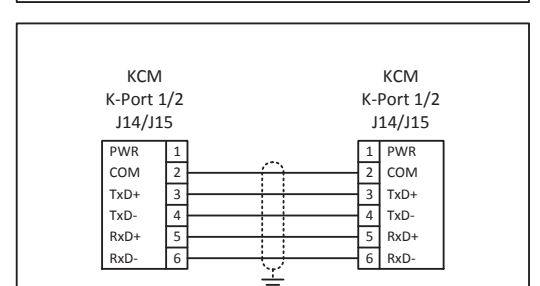 KCM KCM
K-Port 1/2 K-Port 1/2
J14/J15 J14/J15
PWR 1 1 PWR
COM 2 2 COM
TxD+ 3 3 TxD+
TxD- 4 4 TxD-
RxD+ 5 5 RxD+
RxD- 6 6 RxD-